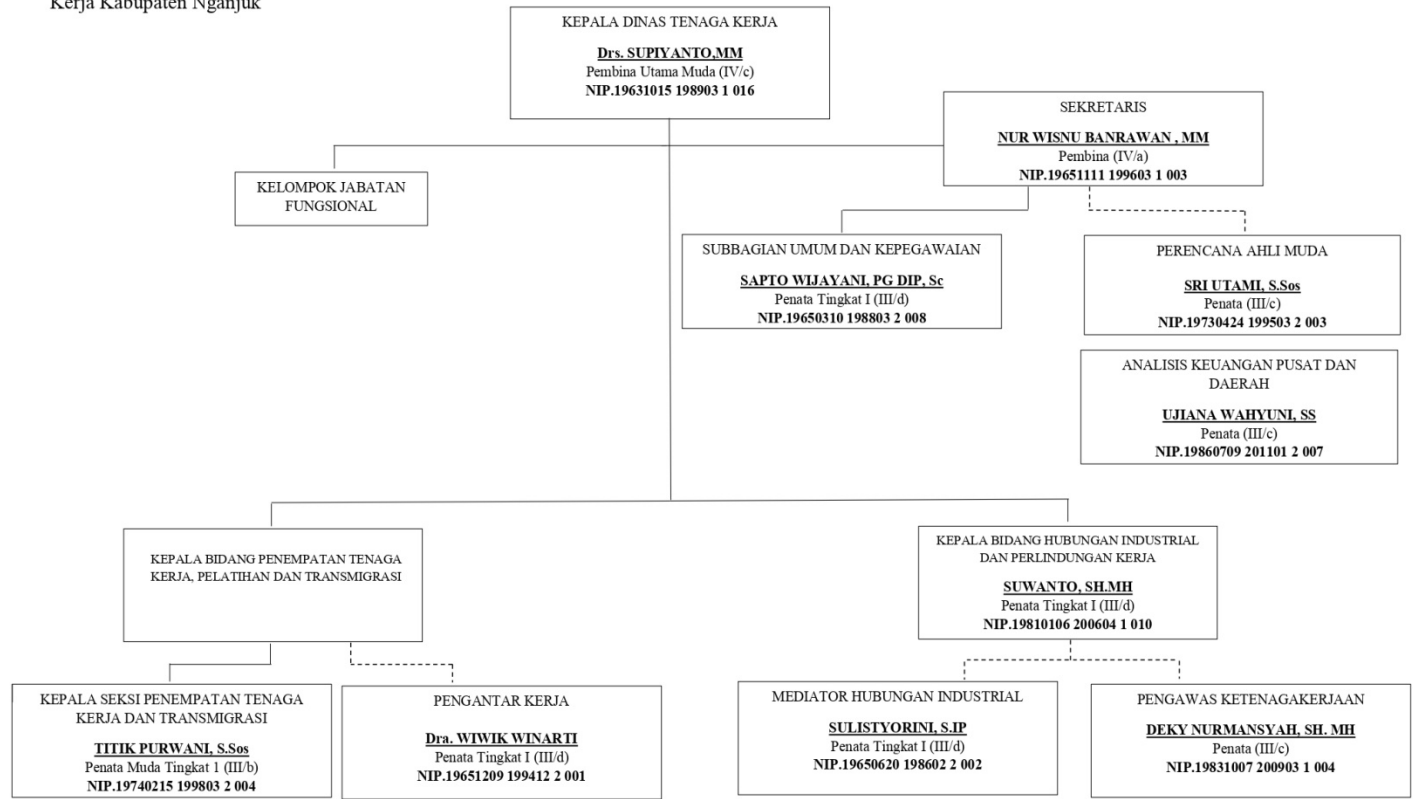 Kerja Kabupaten Nganjuk
KEPALA DINAS TENAGA KERJA
Drs. SUPIYANTO,MM
Pembina Utama Muda (IV/c)
NIP.19631015 198903 1 016
SEKRETARIS
NUR WISNU BANRAWAN , MM
Pembina (IV/a)
NIP.19651111 199603 1 003
KELOMPOK JABATAN
FUNGSIONAL
SUBBAGIAN UMUM DAN KEPEGAWAIAN
SAPTO WIJAYANI, PG DIP, Sc
Penata Tingkat I (III/d)
NIP.19650310 198803 2 008
PERENCANA AHLI MUDA
SRI UTAMI, S.Sos
Penata (III/c)
NIP.19730424 199503 2 003
ANALISIS KEUANGAN PUSAT DAN
DAERAH
UJIANA WAHYUNI, SS
Penata (III/c)
NIP.19860709 201101 2 007
KEPALA BIDANG PENEMPATAN TENAGA
KERJA, PELATIHAN DAN TRANSMIGRASI
KEPALA BIDANG HUBUNGAN INDUSTRIAL
DAN PERLINDUNGAN KERJA
SUWANTO, SH.MH
Penata Tingkat I (III/d)
NIP.19810106 200604 1 010
KEPALA SEKSI PENEMPATAN TENAGA
KERJA DAN TRANSMIGRASI
TITIK PURWANI, S.Sos
Penata Muda Tingkat 1 (III/b)
NIP.19740215 199803 2 004
PENGANTAR KERJA
Dra. WIWIK WINARTI
Penata Tingkat I (III/d)
NIP.19651209 199412 2 001
MEDIATOR HUBUNGAN INDUSTRIAL
SULISTYORINI, S.IP
Penata Tingkat I (III/d)
NIP.19650620 198602 2 002
PENGAWAS KETENAGAKERJAAN
DEKY NURMANSYAH, SH. MH
Penata (III/c)
NIP.19831007 200903 1 004